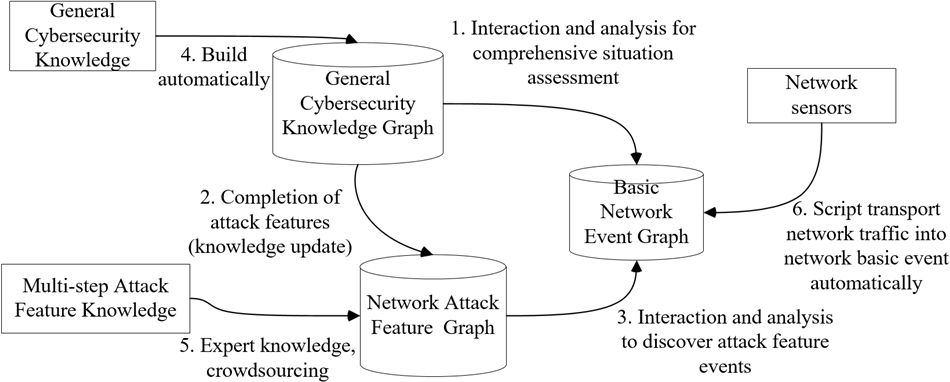 General
Cybersecurity
Knowledge
4. Build
automatically
General
Cybersecurity
Knowledge Graph
1. Interaction and analysis for
comprehensive situation
assessment
Network
sensors
2. Completion of
attack features
(knowledge update)
Basic
Network
Event Graph
6. Script transport
network traffic into
network basic event
automatically
Multi-step Attack
Feature Knowledge
Network Attack
Feature Graph
5. Expert knowledge,
crowdsourcing
3. Interaction and analysis
to discover attack feature
events